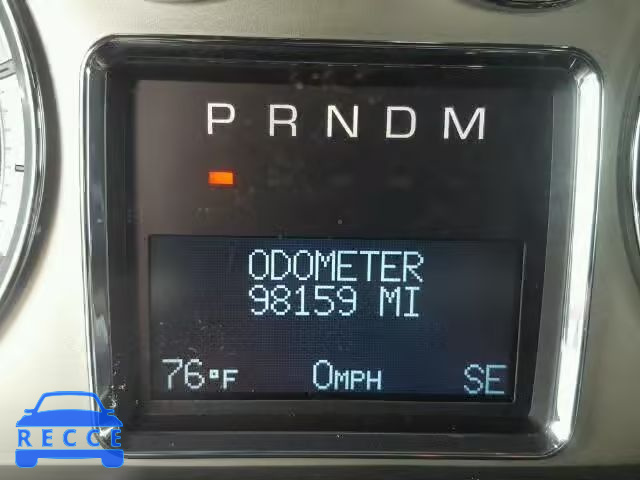 P R N D M
ODOMETER
98159 MI
76°F 0MPH SE
RECCE